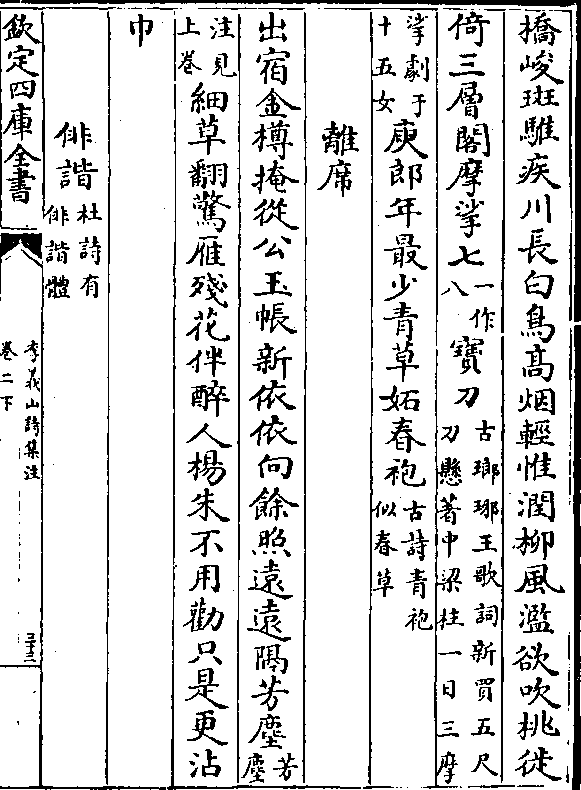 橋峻斑騅疾川長白鳥髙烟輕惟潤柳風濫欲吹桃徙
倚三層閣摩挲七一作八寳刀古瑯琊王歌詞新買五尺刀懸著中梁柱一日三摩
挲劇于十五女庾郎年最少青草妬春袍古詩青袍似春草
離席
出宿金樽掩從公玉帳新依依向餘照遠遠隔芳塵芳塵
注見上巻細草翻驚雁殘花伴醉人楊朱不用勸只是更沾
巾
俳諧杜詩有俳諧體
欽定四庫全書
李義山詩集注
卷二下
三十三